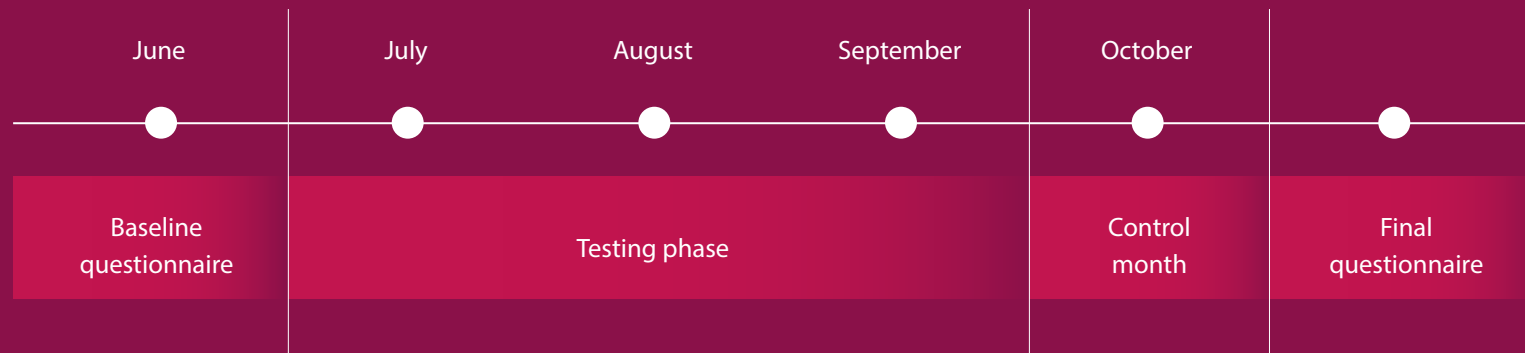 June
July
August
September
October
Baseline
questionnaire
Testing phase
Control
month
Final
questionnaire